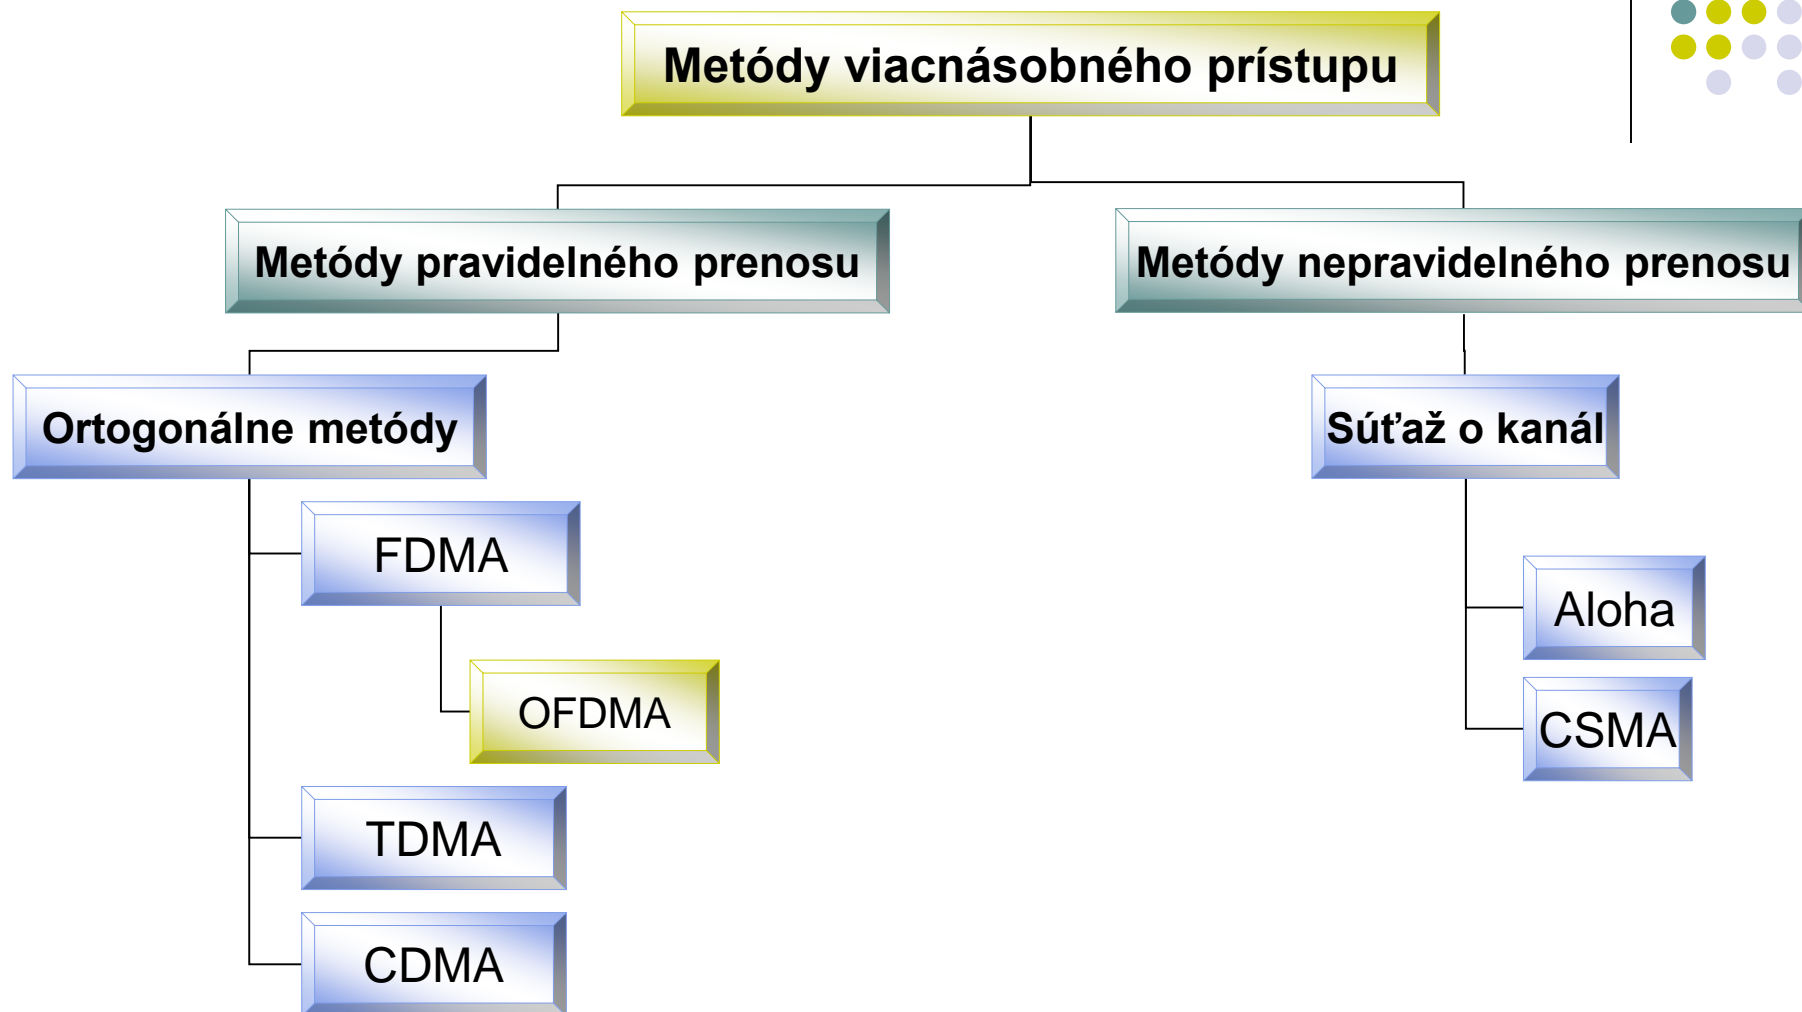 Metódy viacnásobného prístupu
Metódy pravidelného prenosu
Metódy nepravidelného prenosu
Ortogonálne metódy
Súťaž o kanál
FDMA
Aloha
OFDMA
CSMA
TDMA
CDMA